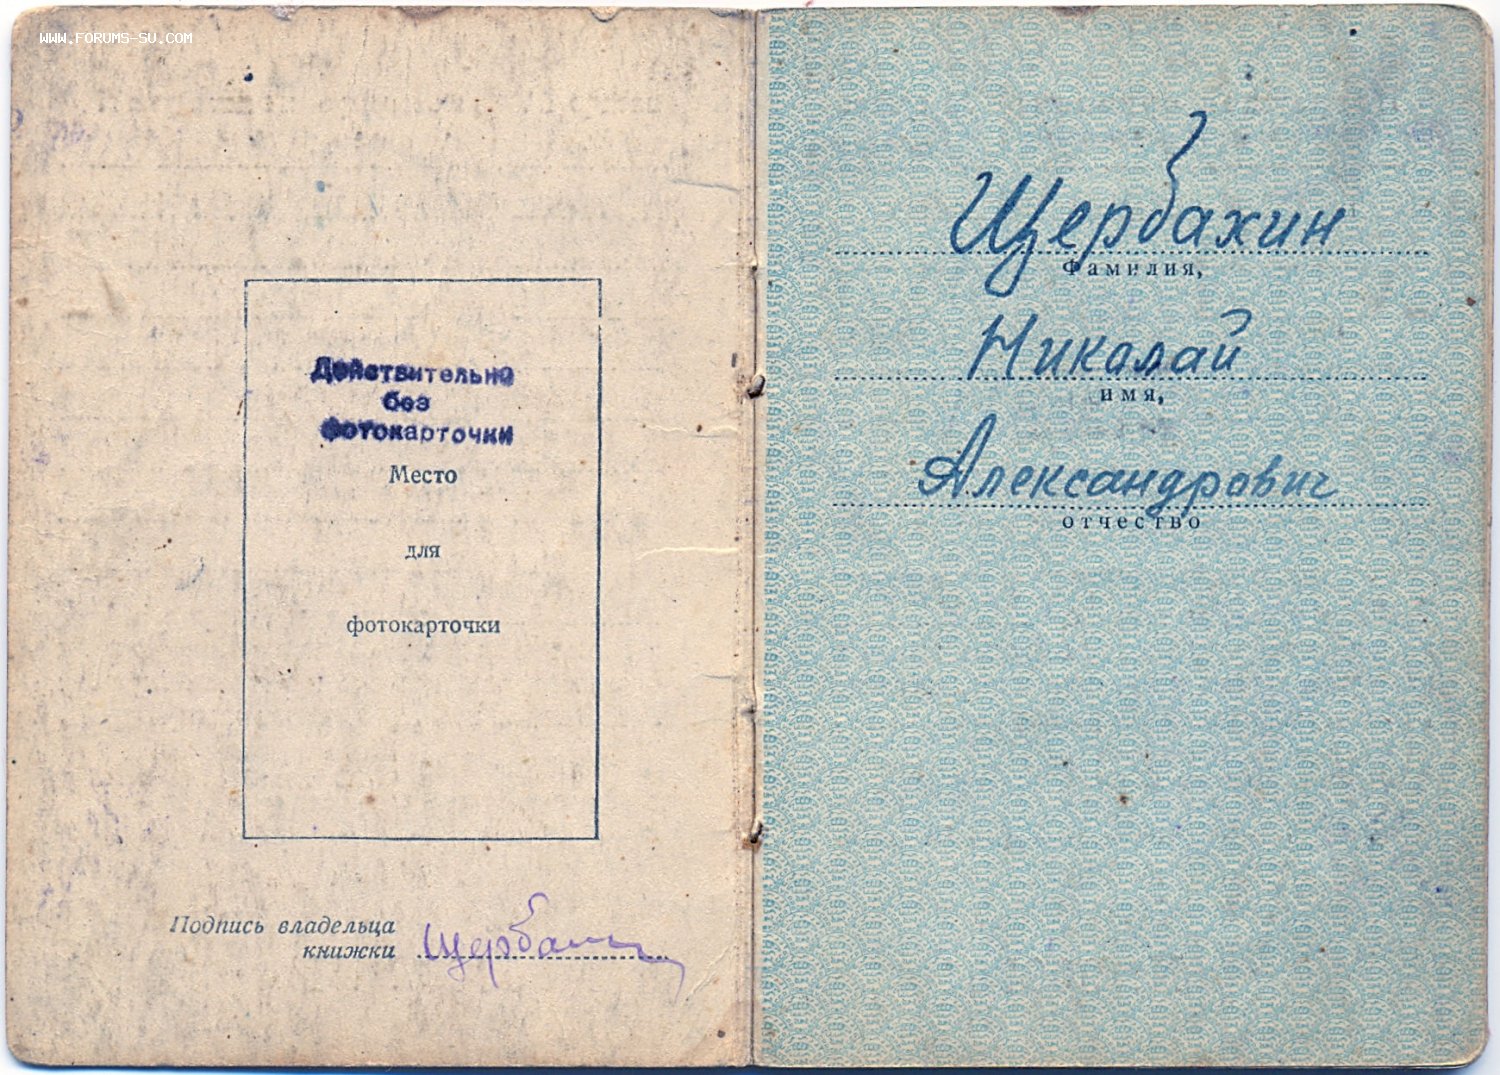 WWW.FORUMS-SU.COM
Действительно
без
фотокарточки
Место
для
фотокарточки
Подпись владельца
книжки
Щербахин
Фамилия,
Николай
имя,
Александрович
отчество